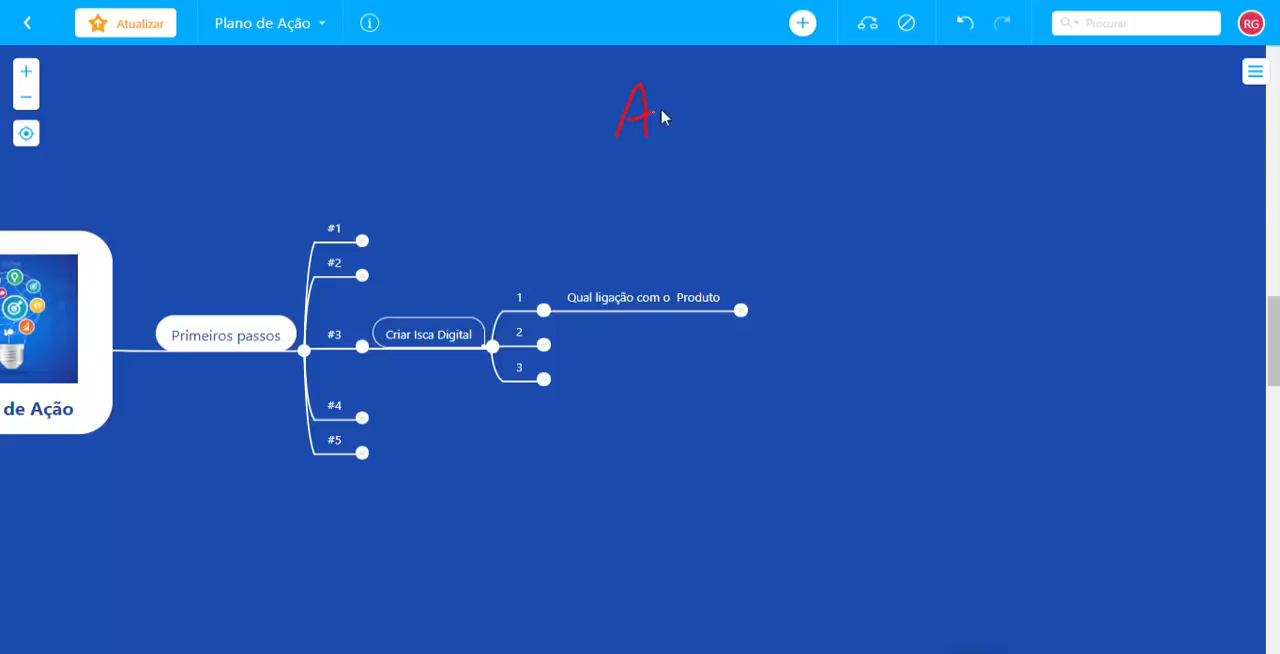 Atualizar
Plano de Ação
Procurar
RG
A
#1
#2
1
Qual ligação com o Produto
2
Primeiros passos
#3
Criar Isca Digital
3
de Ação
#4
#5